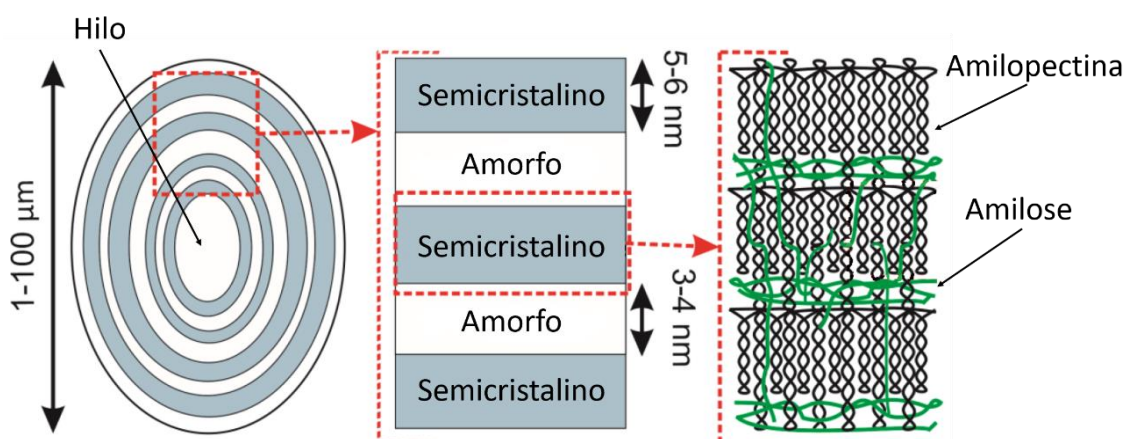 Hilo
1-100 µm
Semicristalino
Amorfo
Semicristalino
Amorfo
Semicristalino
5-6 nm
3-4 nm
Amilopectina
Amilose